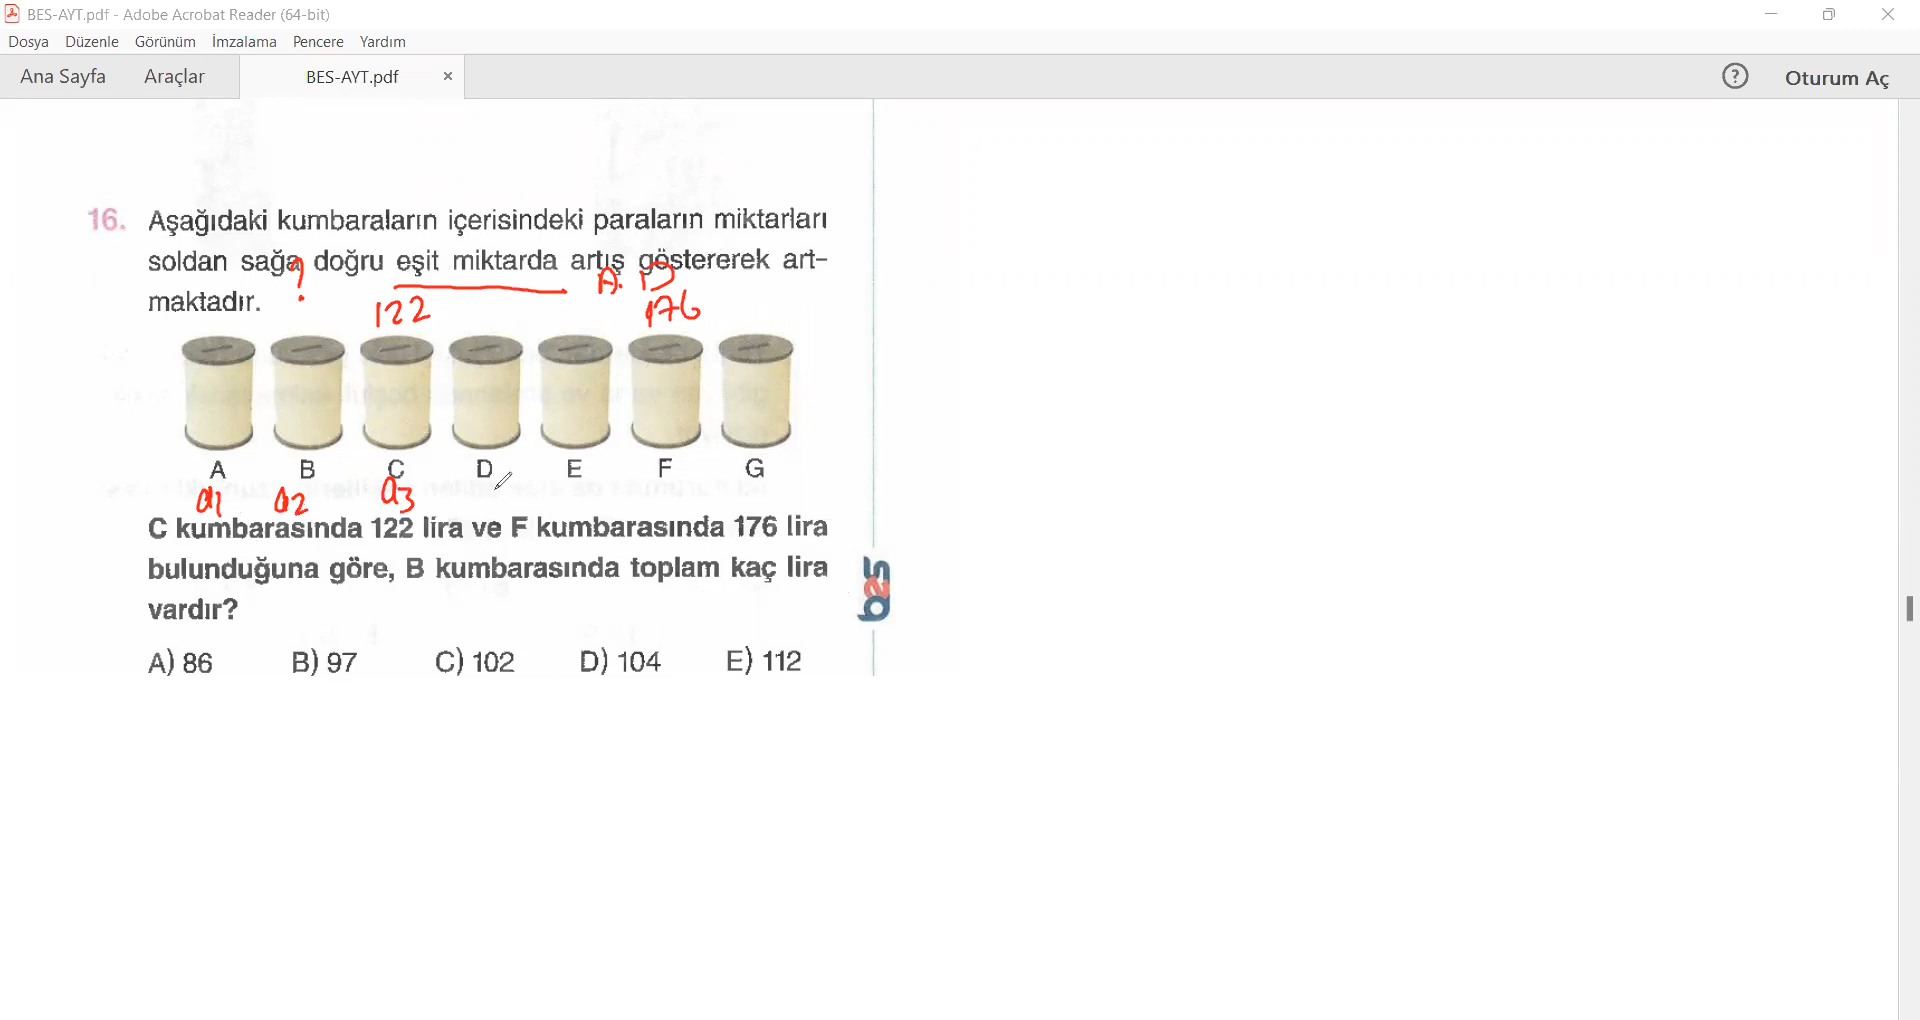 BES-AYT.pdf - Adobe Acrobat Reader (64-bit)
Dosya Düzenle Görünüm İmzalama Pencere Yardım
Ana Sayfa Araçlar BES-AYT.pdf × ? Oturum Aç
16. Aşağıdaki kumbaraların içerisindeki paraların miktarları
soldan sağa doğru eşit miktarda artış göstererek art-
maktadır.
? 122 A.D 176
A B C D E F G
a1 a2 a3
C kumbarasında 122 lira ve F kumbarasında 176 lira
bulunduğuna göre, B kumbarasında toplam kaç lira
vardır?
A) 86 B) 97 C) 102 D) 104 E) 112
bes